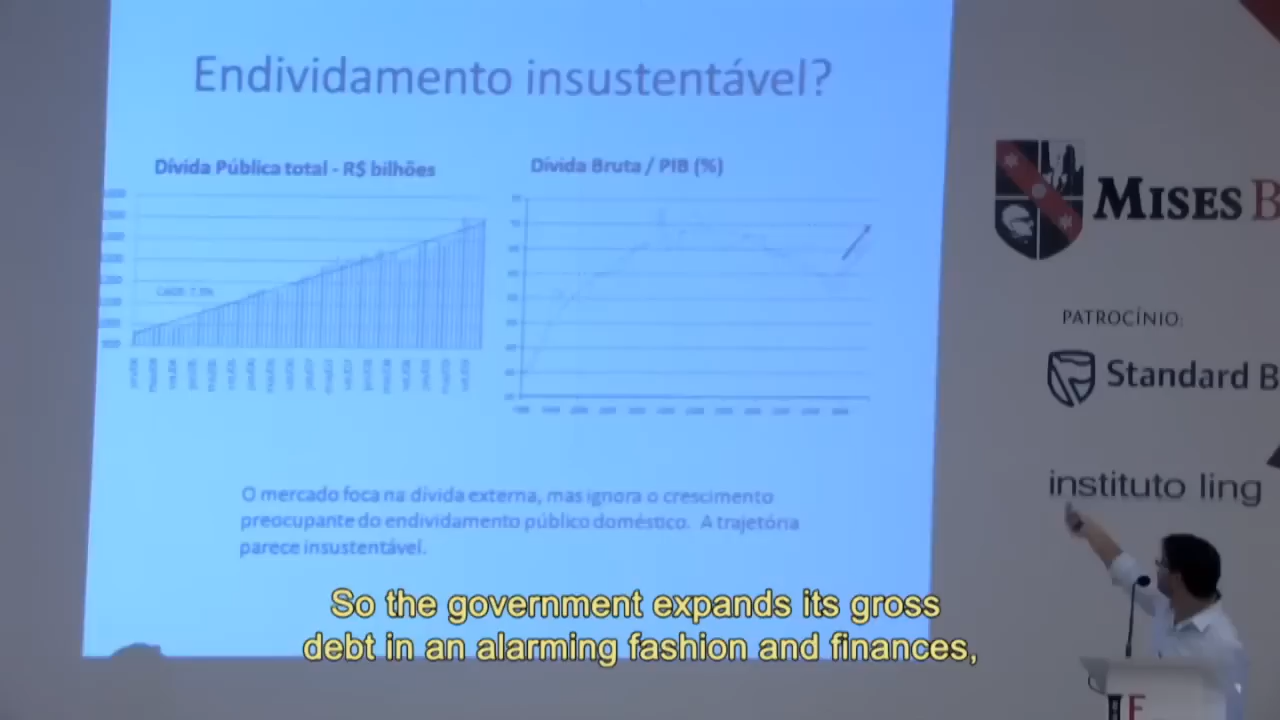 Endividamento insustentável?
Dívida Pública total - R$ bilhões
Dívida Bruta / PIB (%)
O mercado foca na dívida externa, mas ignora o crescimento
preocupante do endividamento público doméstico. A trajetória
parece insustentável.
MISES B
PATROCÍNIO:
Standard B
instituto ling
So the government expands its gross
debt in an alarming fashion and finances,